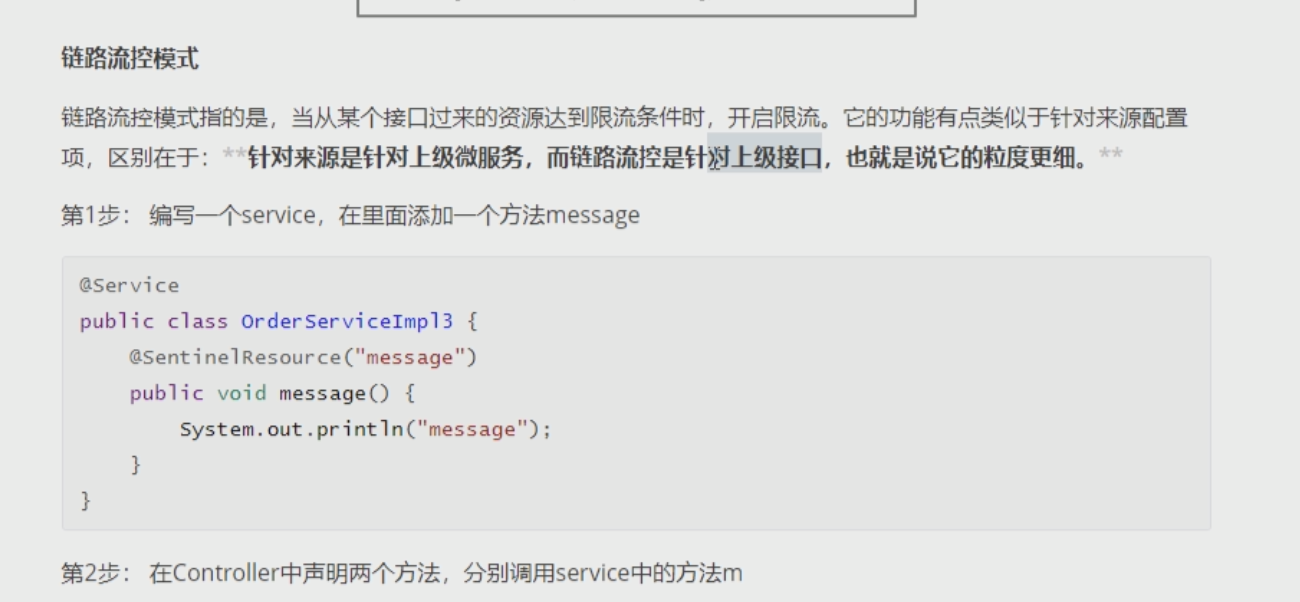 链路流控模式
链路流控模式指的是，当从某个接口过来的资源达到限流条件时，开启限流。它的功能有点类似于针对来源配置
项，区别在于：**针对来源是针对上级微服务，而链路流控是针对上级接口，也就是说它的粒度更细。**
第1步： 编写一个service，在里面添加一个方法message
@Service
public class OrderServiceImpl3 {
    @SentinelResource("message")
    public void message() {
        System.out.println("message");
    }
}
第2步： 在Controller中声明两个方法，分别调用service中的方法m